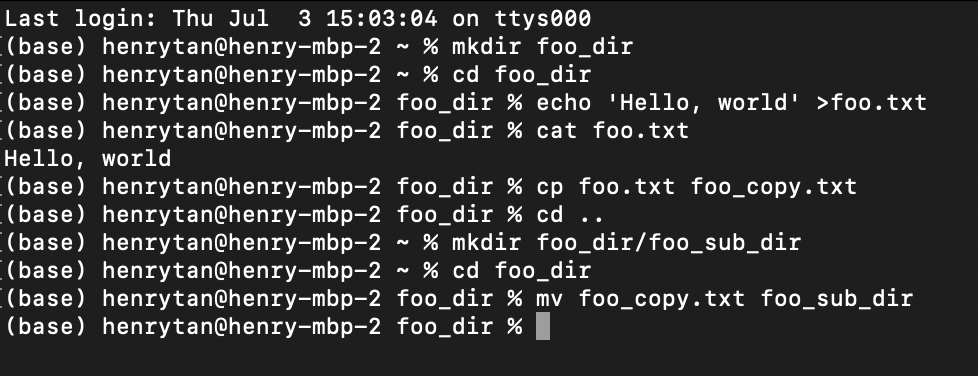 Last login: Thu Jul  3 15:03:04 on ttys000
(base) henrytan@henry-mbp-2 ~ % mkdir foo_dir
(base) henrytan@henry-mbp-2 ~ % cd foo_dir
(base) henrytan@henry-mbp-2 foo_dir % echo 'Hello, world' >foo.txt
(base) henrytan@henry-mbp-2 foo_dir % cat foo.txt
Hello, world
(base) henrytan@henry-mbp-2 foo_dir % cp foo.txt foo_copy.txt
(base) henrytan@henry-mbp-2 foo_dir % cd ..
(base) henrytan@henry-mbp-2 ~ % mkdir foo_dir/foo_sub_dir
(base) henrytan@henry-mbp-2 ~ % cd foo_dir
(base) henrytan@henry-mbp-2 foo_dir % mv foo_copy.txt foo_sub_dir
(base) henrytan@henry-mbp-2 foo_dir %